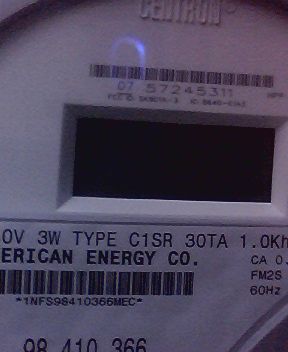 CENTRON®
07 57245311
0V 3W TYPE C1SR 30TA 1.0Kh
ERICAN ENERGY CO.
CA 0.
FM2S
60Hz
*1NFS98410366MEC*
98 410 366